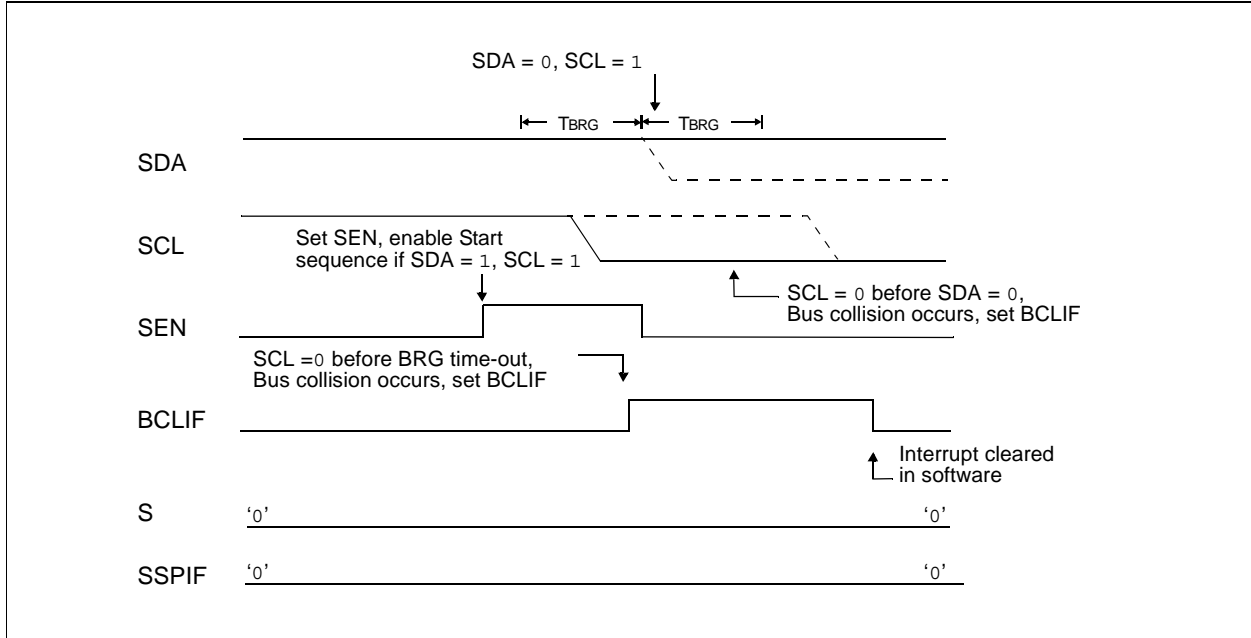 SDA = 0, SCL = 1
TBRG TBRG
SDA
SCL
Set SEN, enable Start
sequence if SDA = 1, SCL = 1
SCL = 0 before SDA = 0,
Bus collision occurs, set BCLIF
SEN
SCL =0 before BRG time-out,
Bus collision occurs, set BCLIF
BCLIF
Interrupt cleared
in software
S
‘0’ ‘0’
SSPIF
‘0’ ‘0’